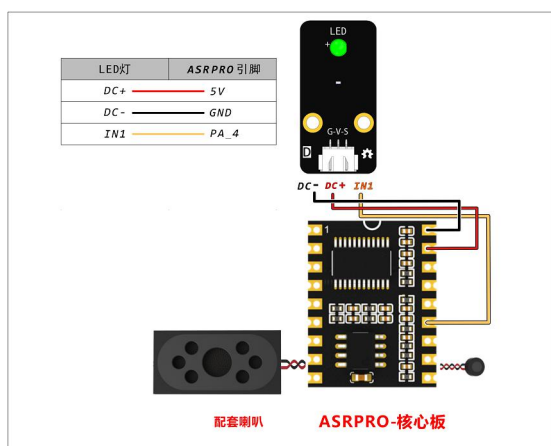 LED
+
-
G-V-S
D
LED灯 ASRPRO引脚
DC+ 5V
DC- GND
IN1 PA_4
DC- DC+ IN1
1
配套喇叭
ASRPRO-核心板